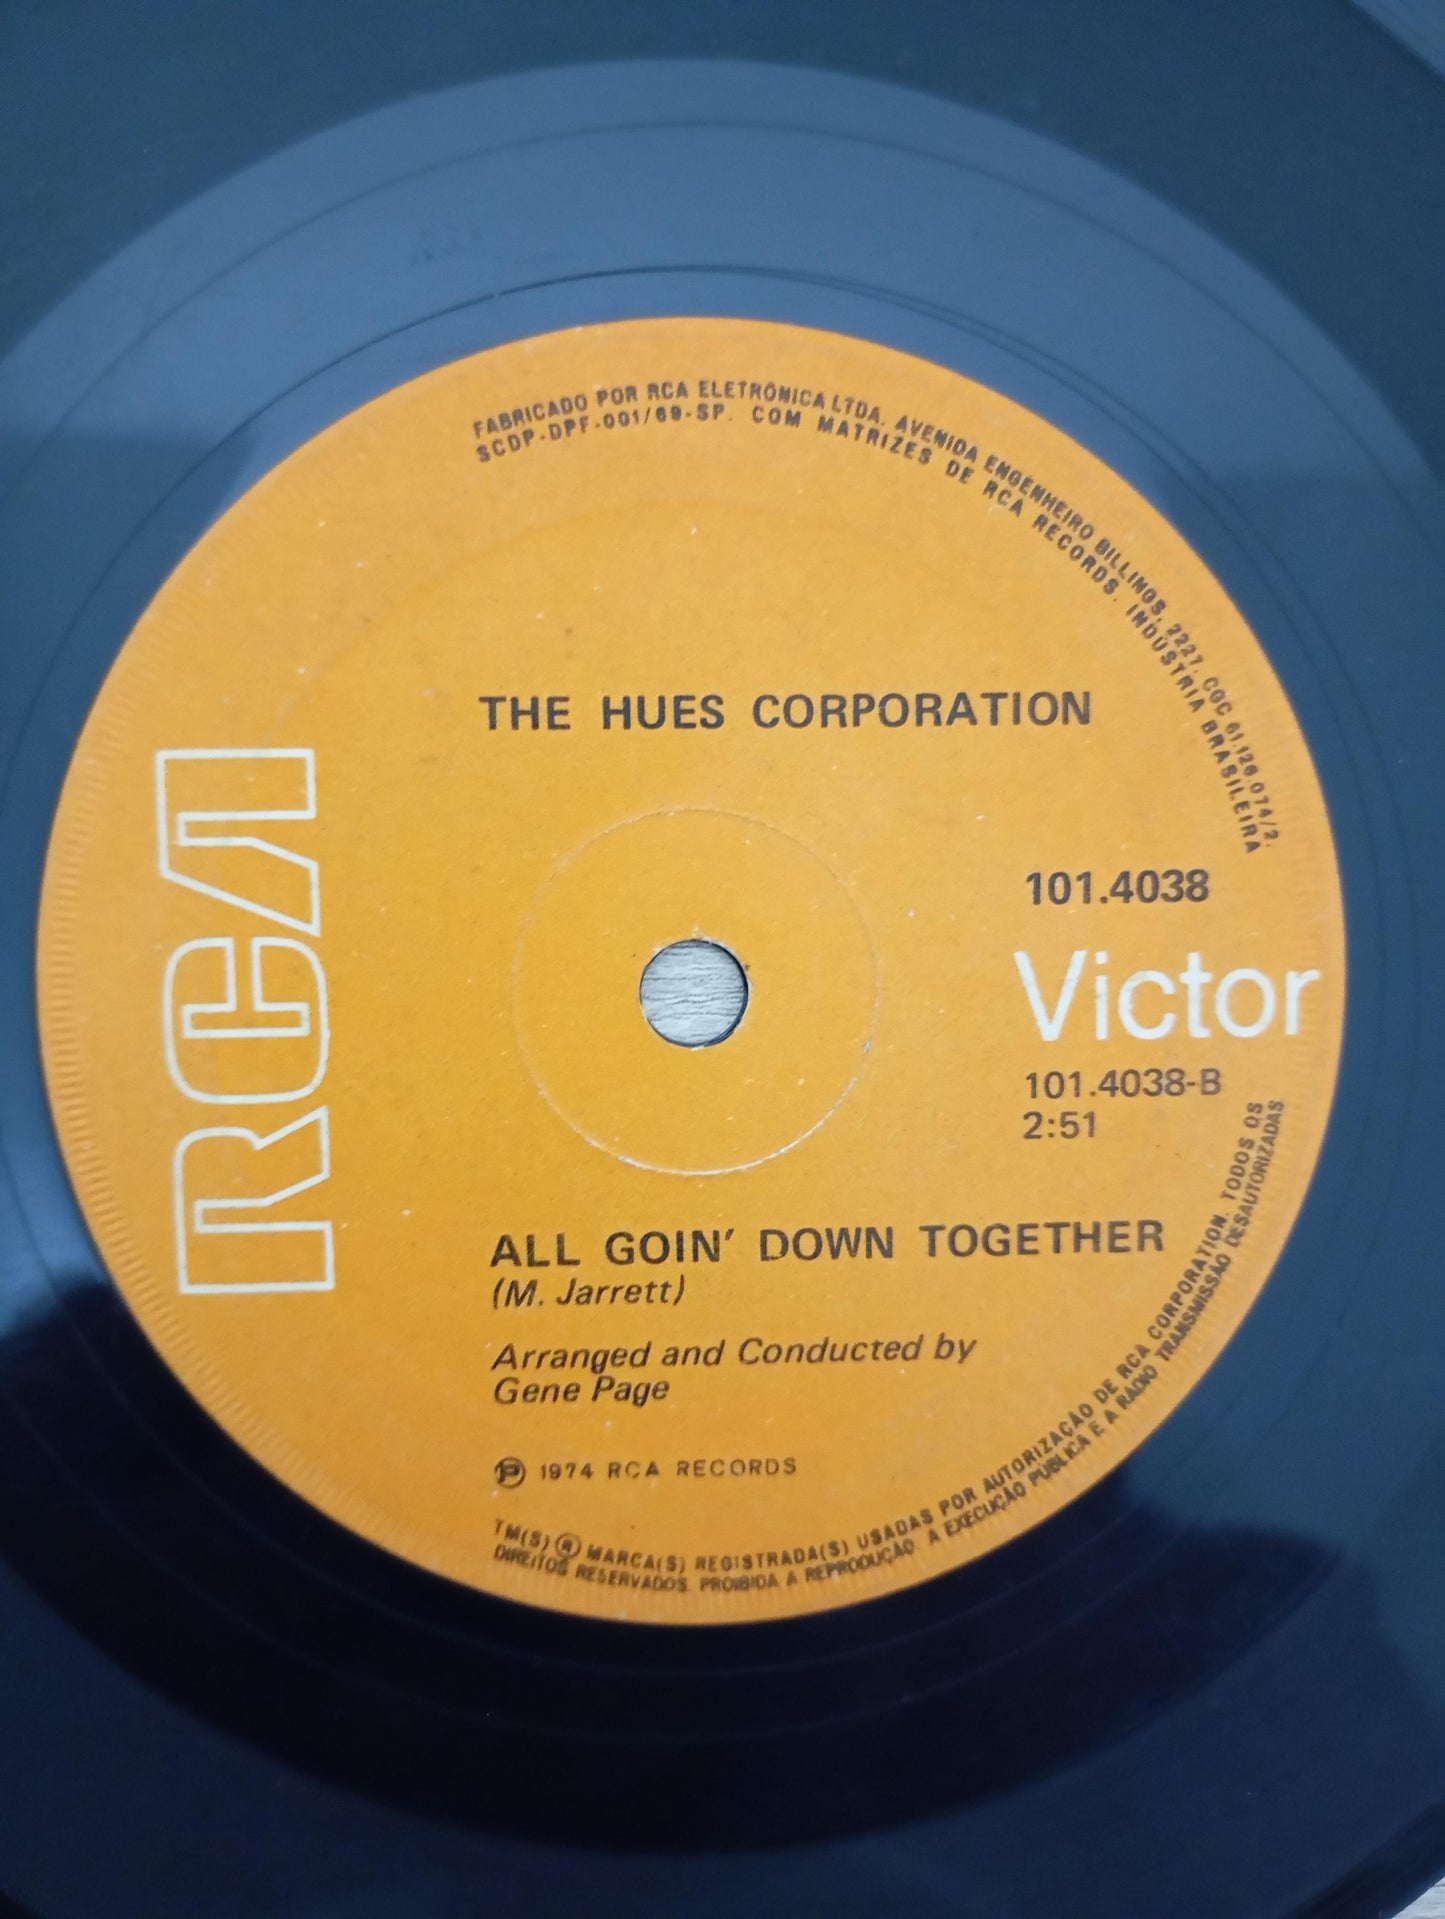 FABRICADO POR RCA ELETRÔNICA LTDA. AVENIDA ENGENHEIRO BILLINGS, 2227. CGC 61.126.074/2.
SCDP-DPF-001/69-SP. COM MATRIZES DE RCA RECORDS. INDÚSTRIA BRASILEIRA
THE HUES CORPORATION
RCA
101.4038
Victor
101.4038-B
2:51
ALL GOIN' DOWN TOGETHER
(M. Jarrett)
Arranged and Conducted by
Gene Page
Ⓟ 1974 RCA RECORDS
TM(S) ® MARCA(S) REGISTRADA(S) USADAS POR AUTORIZAÇÃO DE RCA CORPORATION. TODOS OS
DIREITOS RESERVADOS. PROIBIDA A REPRODUÇÃO. A EXECUÇÃO PÚBLICA E A RÁDIO TRANSMISSÃO DESAUTORIZADAS